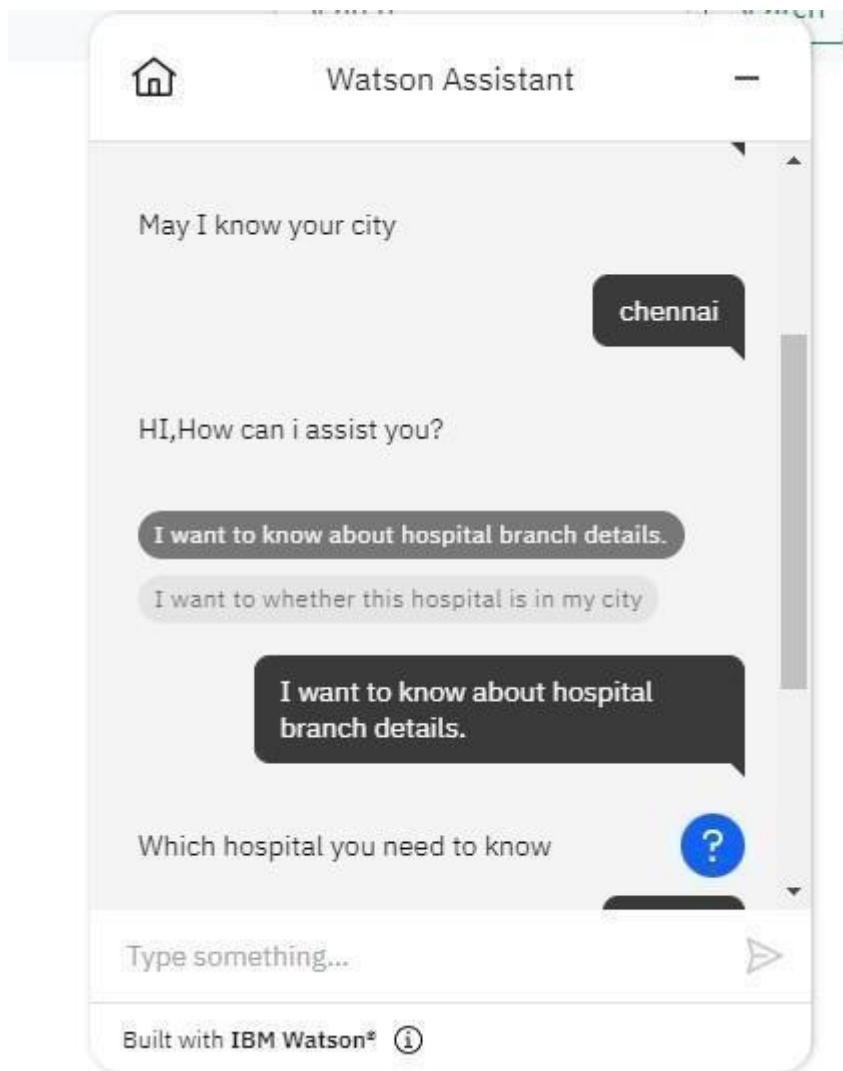 Watson Assistant
May I know your city
chennai
HI,How can i assist you?
I want to know about hospital branch details.
I want to whether this hospital is in my city
I want to know about hospital
branch details.
Which hospital you need to know
?
Type something...
Built with IBM Watson®